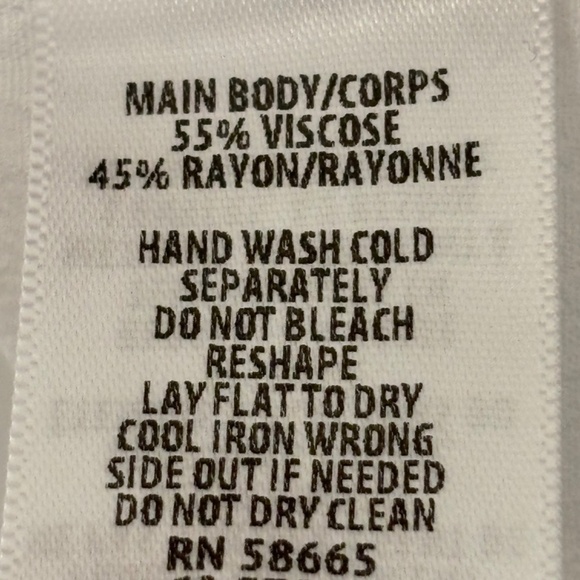 MAIN BODY/CORPS
55% VISCOSE
45% RAYON/RAYONNE
HAND WASH COLD
SEPARATELY
DO NOT BLEACH
RESHAPE
LAY FLAT TO DRY
COOL IRON WRONG
SIDE OUT IF NEEDED
DO NOT DRY CLEAN
RN 58665